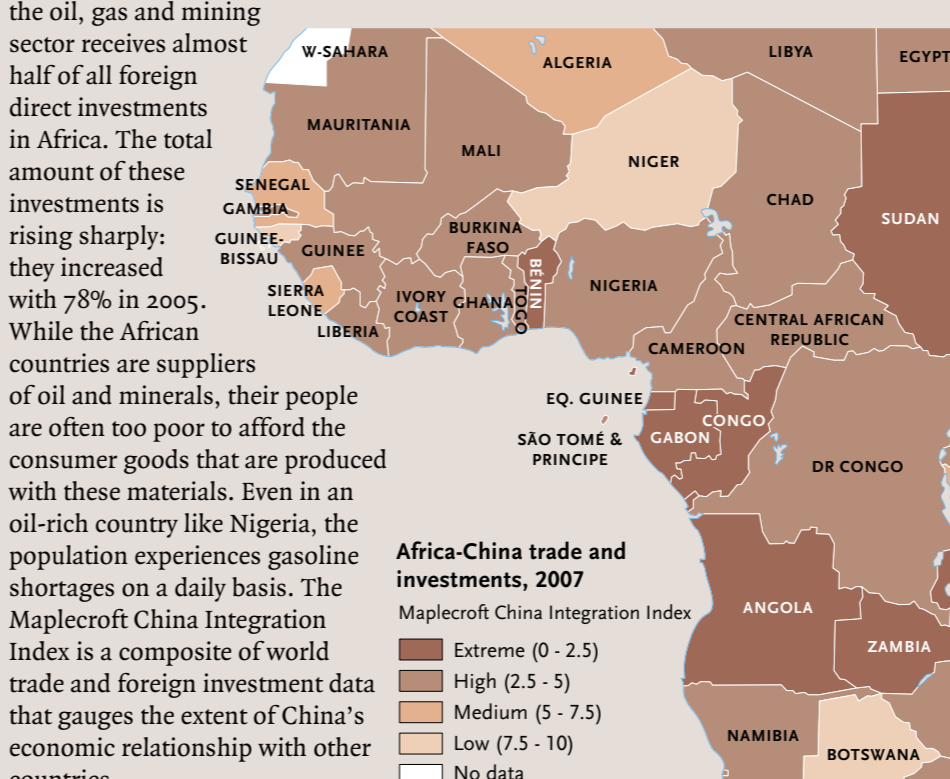 the oil, gas and mining
sector receives almost
half of all foreign
direct investments
in Africa. The total
amount of these
investments is
rising sharply:
they increased
with 78% in 2005.
While the African
countries are suppliers
of oil and minerals, their people
are often too poor to afford the
consumer goods that are produced
with these materials. Even in an
oil-rich country like Nigeria, the
population experiences gasoline
shortages on a daily basis. The
Maplecroft China Integration
Index is a composite of world
trade and foreign investment data
that gauges the extent of China's
economic relationship with other
countries.
W-SAHARA
ALGERIA
LIBYA
EGYPT
MAURITANIA
MALI
NIGER
CHAD
SUDAN
SENEGAL
GAMBIA
GUINEE-
BISSAU
GUINEE
BURKINA
FASO
BÉNIN
NIGERIA
SIERRA
LEONE
LIBERIA
IVORY
COAST
GHANA
TOGO
CENTRAL AFRICAN
REPUBLIC
CAMEROON
EQ. GUINEE
SÃO TOMÉ &
PRINCIPE
GABON
CONGO
DR CONGO
ANGOLA
ZAMBIA
NAMIBIA
BOTSWANA
Africa-China trade and
investments, 2007
Maplecroft China Integration Index
Extreme (0 - 2.5)
High (2.5 - 5)
Medium (5 - 7.5)
Low (7.5 - 10)
No data